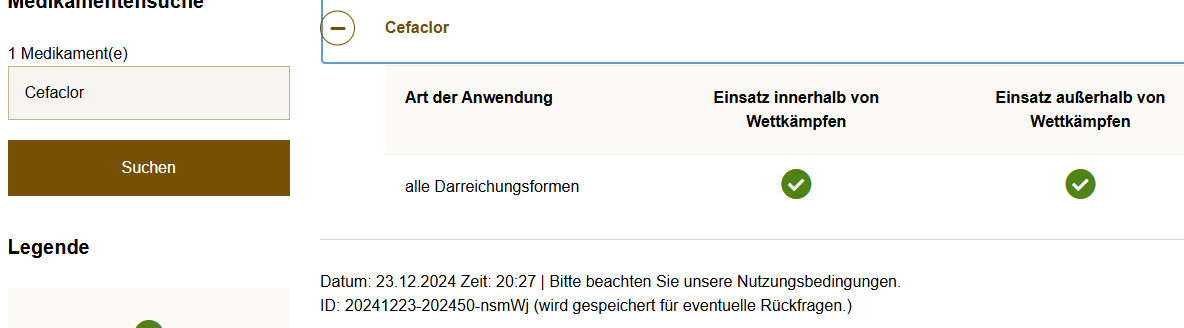 Medikamentensuche
1 Medikament(e)
Cefaclor
Suchen
Legende
Cefaclor
Art der Anwendung
Einsatz innerhalb von
Wettkämpfen
Einsatz außerhalb von
Wettkämpfen
alle Darreichungsformen
Datum: 23.12.2024 Zeit: 20:27 | Bitte beachten Sie unsere Nutzungsbedingungen.
ID: 20241223-202450-nsmWj (wird gespeichert für eventuelle Rückfragen.)